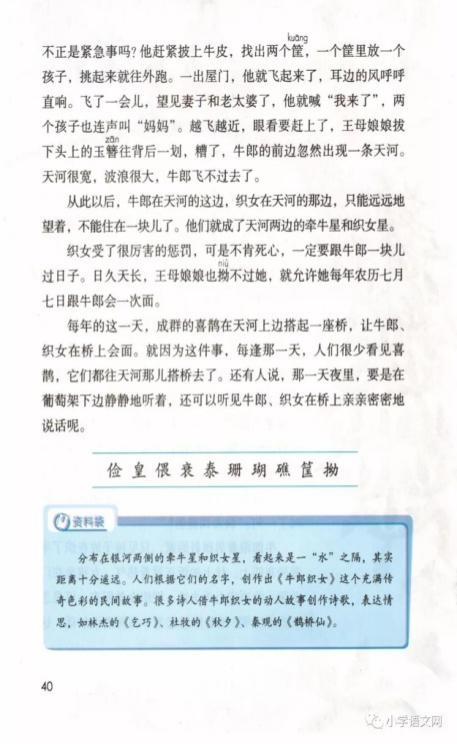 kuāng
不正是紧急事吗？他赶紧披上牛皮，找出两个筐，一个筐里放一个
孩子，挑起来就往外跑。一出屋门，他就飞起来了，耳边的风呼呼
直响。飞了一会儿，望见妻子和老太婆了，他就喊“我来了”，两
个孩子也连声叫“妈妈”。越飞越近，眼看要赶上了，王母娘娘拔
zān
下头上的玉簪往背后一划，糟了，牛郎的前边忽然出现一条天河。
天河很宽，波浪很大，牛郎飞不过去了。
从此以后，牛郎在天河的这边，织女在天河的那边，只能远远地
望着，不能住在一块儿了。他们就成了天河两边的牵牛星和织女星。
织女受了很厉害的惩罚，可是不肯死心，一定要跟牛郎一块儿
niù
过日子。日久天长，王母娘娘也拗不过她，就允许她每年农历七月
七日跟牛郎会一次面。
每年的这一天，成群的喜鹊在天河上边搭起一座桥，让牛郎、
织女在桥上会面。就因为这件事，每逢那一天，人们很少看见喜
鹊，它们都往天河那儿搭桥去了。还有人说，那一天夜里，要是在
葡萄架下边静静地听着，还可以听见牛郎、织女在桥上亲亲密密地
说话呢。
俭皇偎衰泰珊瑚礁筐拗
资料袋
分布在银河两侧的牵牛星和织女星，看起来是一“水”之隔，其实
距离十分遥远。人们根据它们的名字，创作出《牛郎织女》这个充满传
奇色彩的民间故事。很多诗人借牛郎织女的动人故事创作诗歌，表达情
思，如林杰的《乞巧》、杜牧的《秋夕》、秦观的《鹊桥仙》。
40
小学语文网